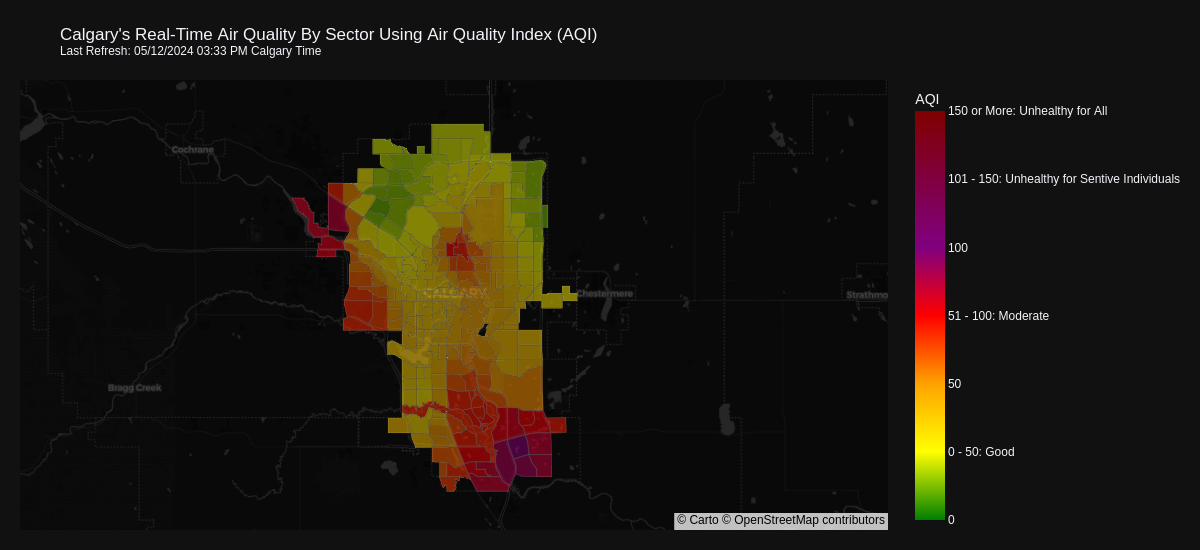 Calgary's Real-Time Air Quality By Sector Using Air Quality Index (AQI)
Last Refresh: 05/12/2024 03:33 PM Calgary Time
AQI
150 or More: Unhealthy for All
Cochrane
101 - 150: Unhealthy for Sentive Individuals
100
CALGARY
Chestermere
Strathmo
51 - 100: Moderate
50
Bragg Creek
0 - 50: Good
0
© Carto © OpenStreetMap contributors